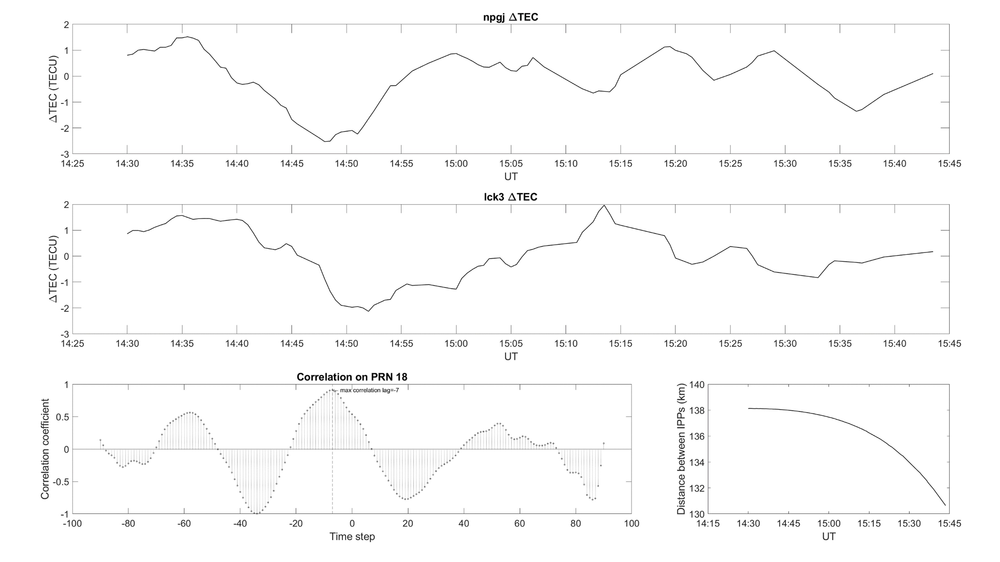 npgj ΔTEC
ΔTEC (TECU)
2
1
0
-1
-2
-3
14:25 14:30 14:35 14:40 14:45 14:50 14:55 15:00 15:05 15:10 15:15 15:20 15:25 15:30 15:35 15:40 15:45
UT
lck3 ΔTEC
ΔTEC (TECU)
2
1
0
-1
-2
-3
14:25 14:30 14:35 14:40 14:45 14:50 14:55 15:00 15:05 15:10 15:15 15:20 15:25 15:30 15:35 15:40 15:45
UT
Correlation on PRN 18
Correlation coefficient
1
0.5
0
-0.5
-1
← max correlation lag=-7
-100 -80 -60 -40 -20 0 20 40 60 80 100
Time step
Distance between IPPs (km)
140
138
136
134
132
130
14:15 14:30 14:45 15:00 15:15 15:30 15:45
UT